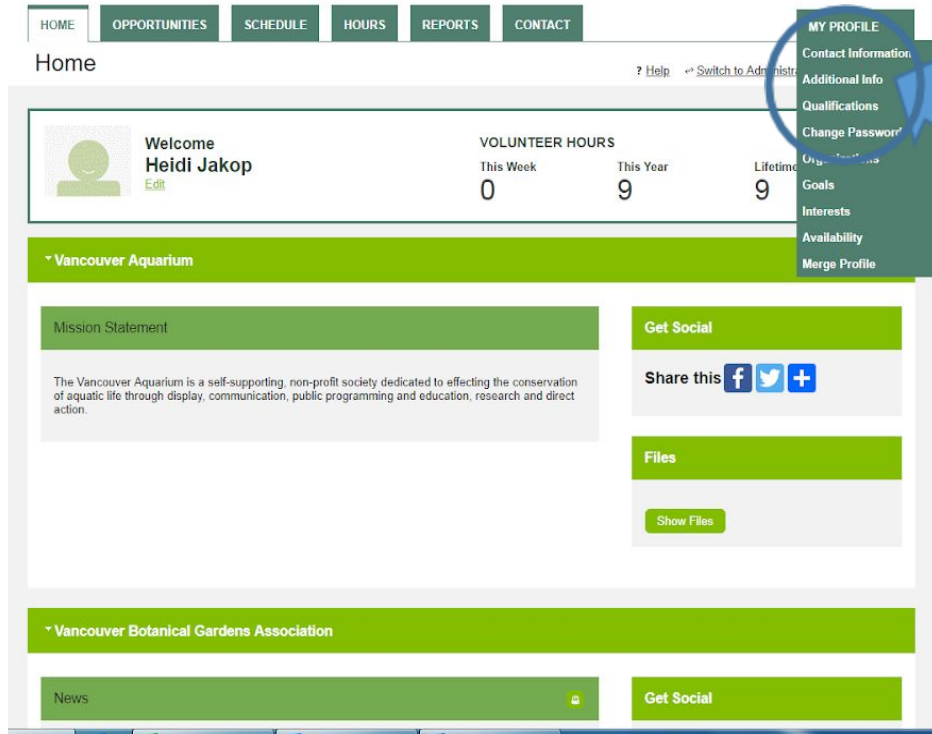 HOME OPPORTUNITIES SCHEDULE HOURS REPORTS CONTACT
MY PROFILE
Contact Information
Additional Info
Qualifications
Change Password
Organizations
Goals
Interests
Availability
Merge Profile
Home
? Help Switch to
Welcome
Heidi Jakop
Edit
VOLUNTEER HOURS
This Week This Year Lifetime
0 9 9
Vancouver Aquarium
Mission Statement
The Vancouver Aquarium is a self-supporting, non-profit society dedicated to effecting the conservation
of aquatic life through display, communication, public programming and education, research and direct
action.
Get Social
Share this
Files
Show Files
Vancouver Botanical Gardens Association
News
Get Social